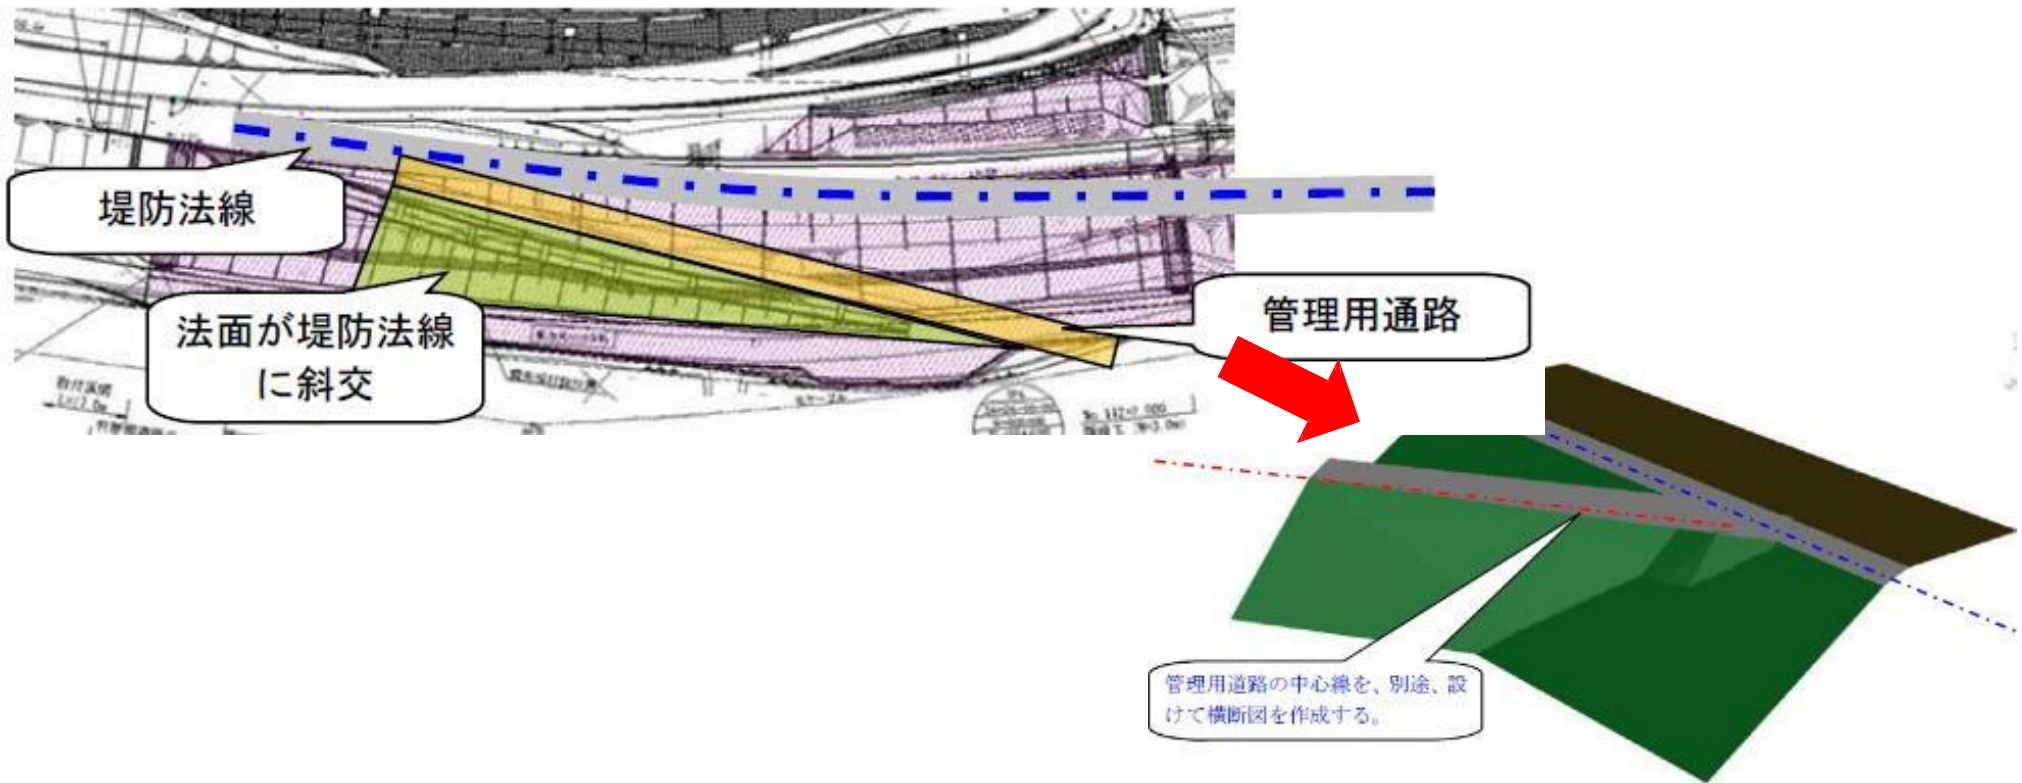 堤防法線
法面が堤防法線
に斜交
管理用通路
管理用道路の中心線を、別途、設
けて横断図を作成する。